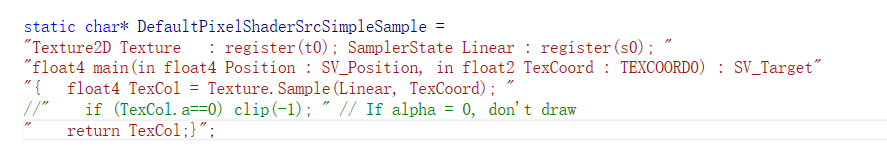 static char* DefaultPixelShaderSrcSimpleSample =
"Texture2D Texture   : register(t0); SamplerState Linear : register(s0); "
"float4 main(in float4 Position : SV_Position, in float2 TexCoord : TEXCOORD0) : SV_Target"
"{   float4 TexCol = Texture.Sample(Linear, TexCoord); "
//"    if (TexCol.a==0) clip(-1); " // If alpha = 0, don't draw
"    return TexCol;}";